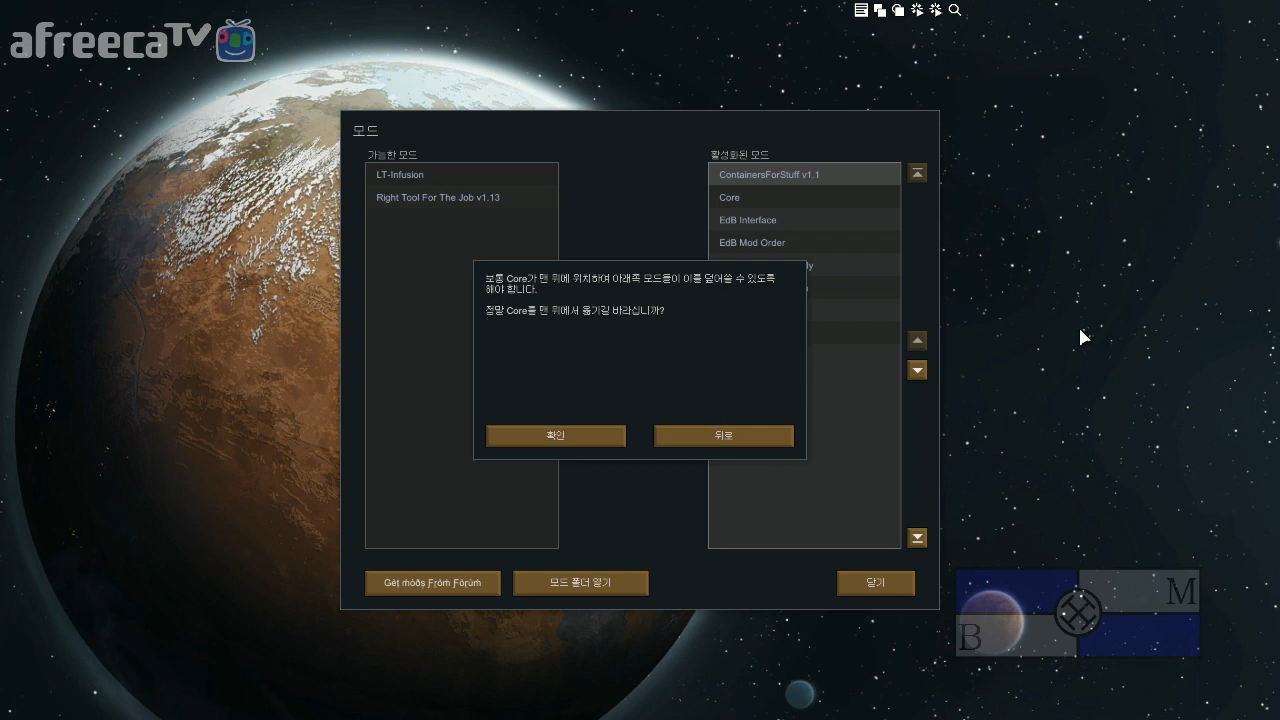 afreecaTV
모드
가능한 모드
활성화된 모드
LT-Infusion
Right Tool For The Job v1.13
ContainersForStuff v1.1
Core
EdB Interface
EdB Mod Order
ly
보통 Core가 맨 위에 위치하여 아래쪽 모드들이 이를 덮어쓸 수 있도록
해야 합니다.
정말 Core를 맨 위에서 옮기길 바라십니까?
확인
뒤로
Gėţ ṁóðş Ƒŕóṁ Ƒórúṁ
모드 폴더 열기
닫기
M
B